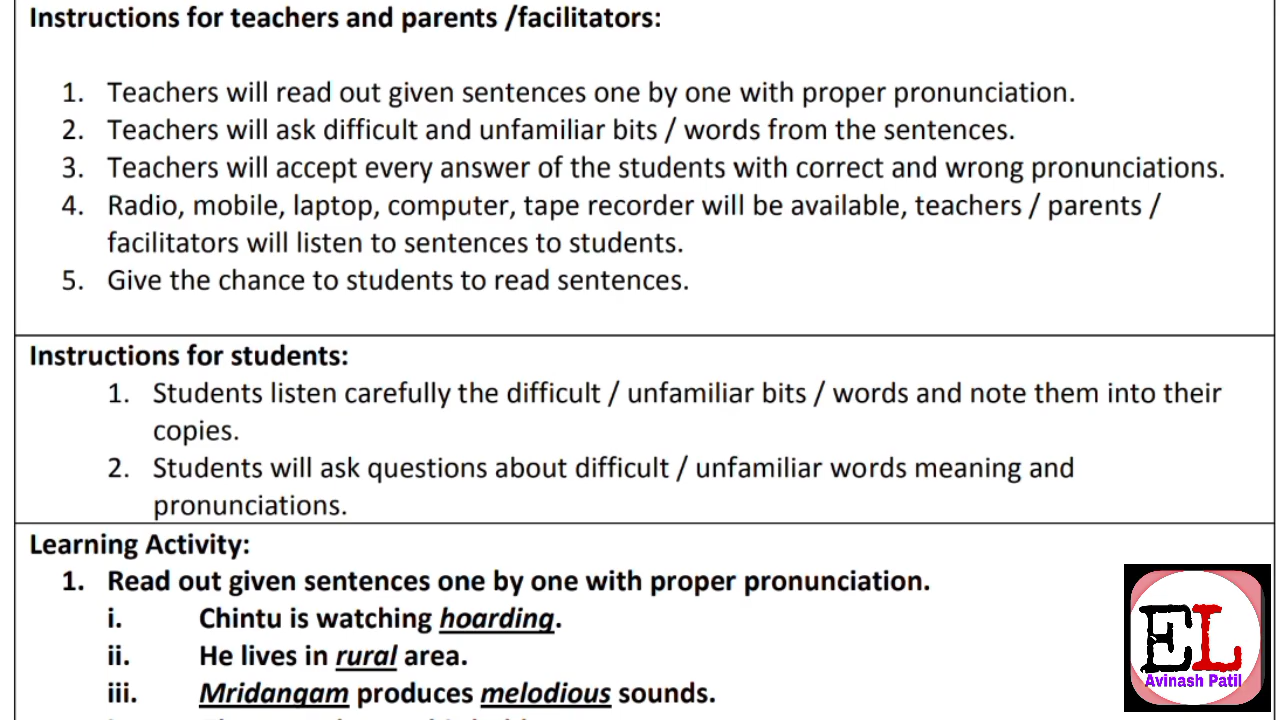 Instructions for teachers and parents /facilitators:
1. Teachers will read out given sentences one by one with proper pronunciation.
2. Teachers will ask difficult and unfamiliar bits / words from the sentences.
3. Teachers will accept every answer of the students with correct and wrong pronunciations.
4. Radio, mobile, laptop, computer, tape recorder will be available, teachers / parents /
facilitators will listen to sentences to students.
5. Give the chance to students to read sentences.
Instructions for students:
1. Students listen carefully the difficult / unfamiliar bits / words and note them into their
copies.
2. Students will ask questions about difficult / unfamiliar words meaning and
pronunciations.
Learning Activity:
1. Read out given sentences one by one with proper pronunciation.
i. Chintu is watching hoarding.
ii. He lives in rural area.
iii. Mridangam produces melodious sounds.
EL
Avinash Patil